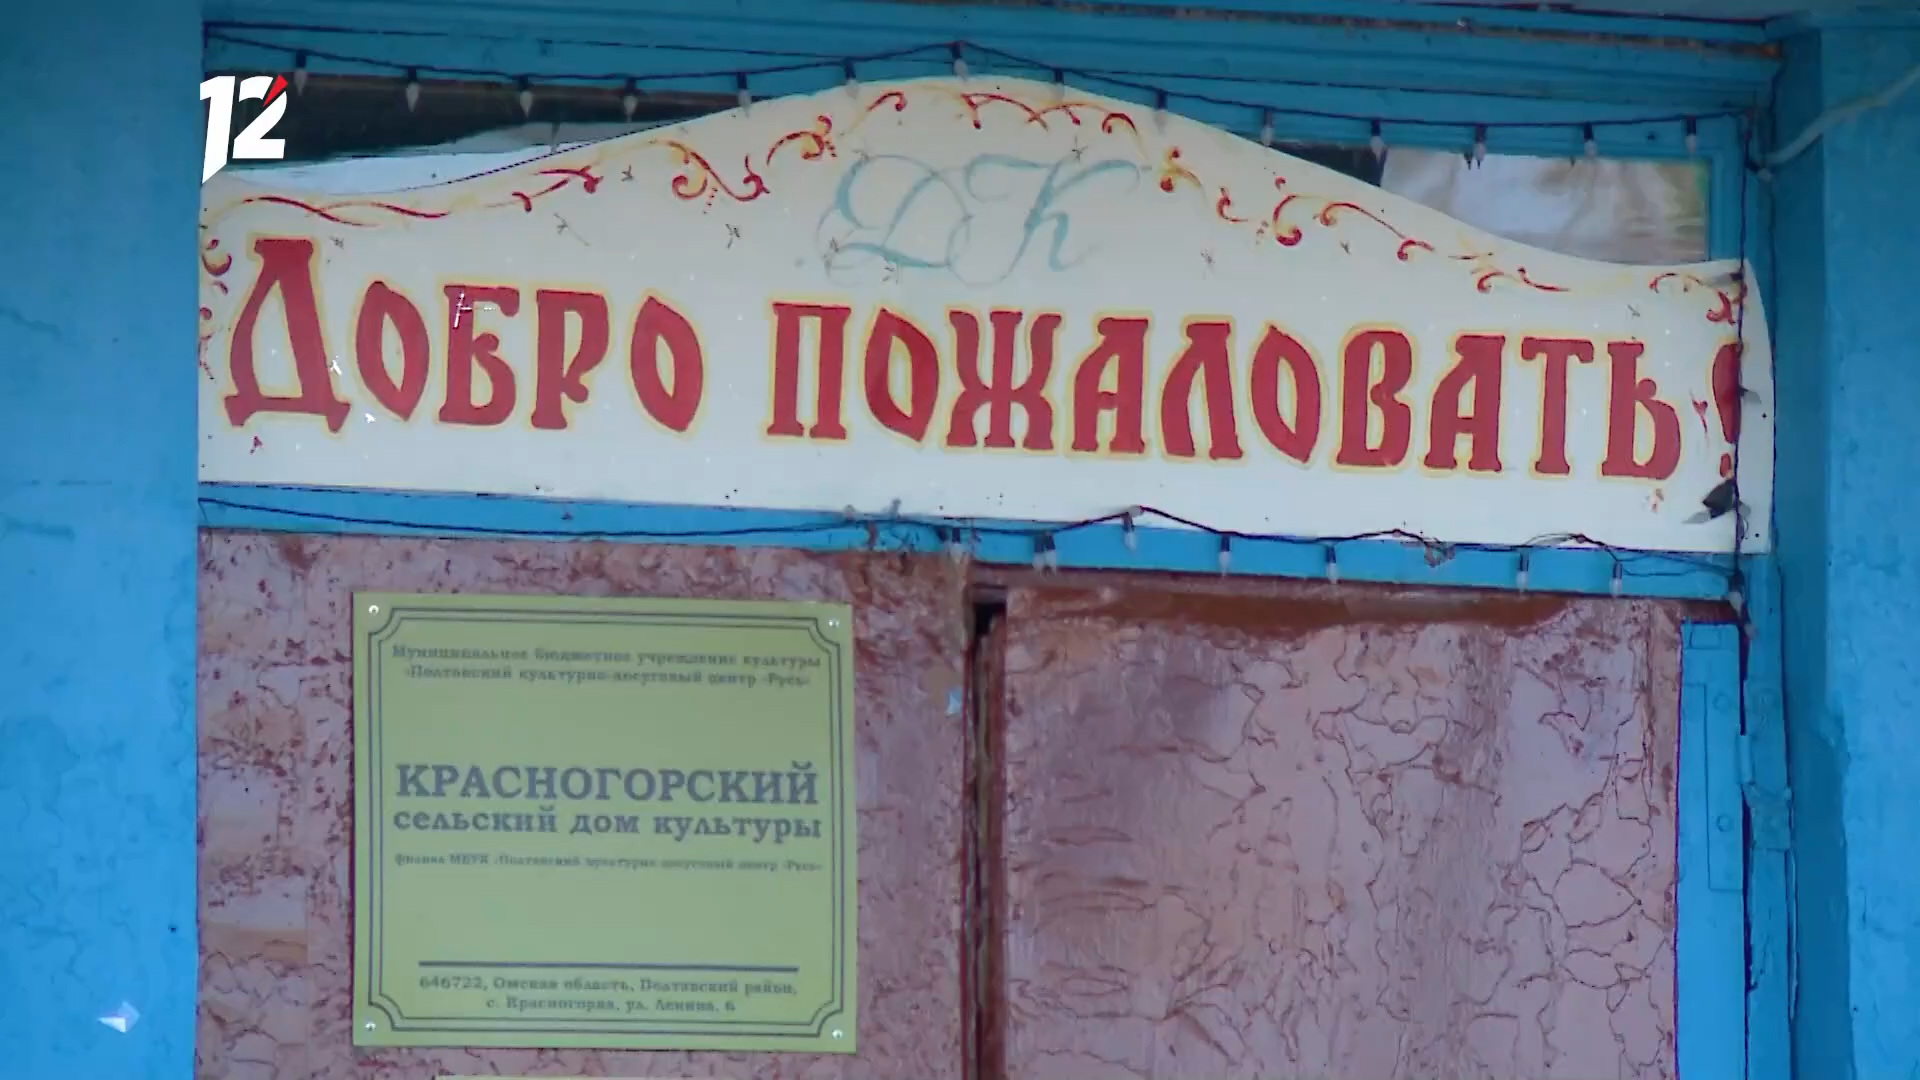 12
ДК
Добро пожаловать!
Муниципальное бюджетное учреждение культуры
«Полтавский культурно-досуговый центр «Русь»
КРАСНОГОРСКИЙ
сельский дом культуры
филиал МБУК «Полтавский культурно-досуговый центр «Русь»
646722, Омская область, Полтавский район,
с. Красногорка, ул. Ленина, 6